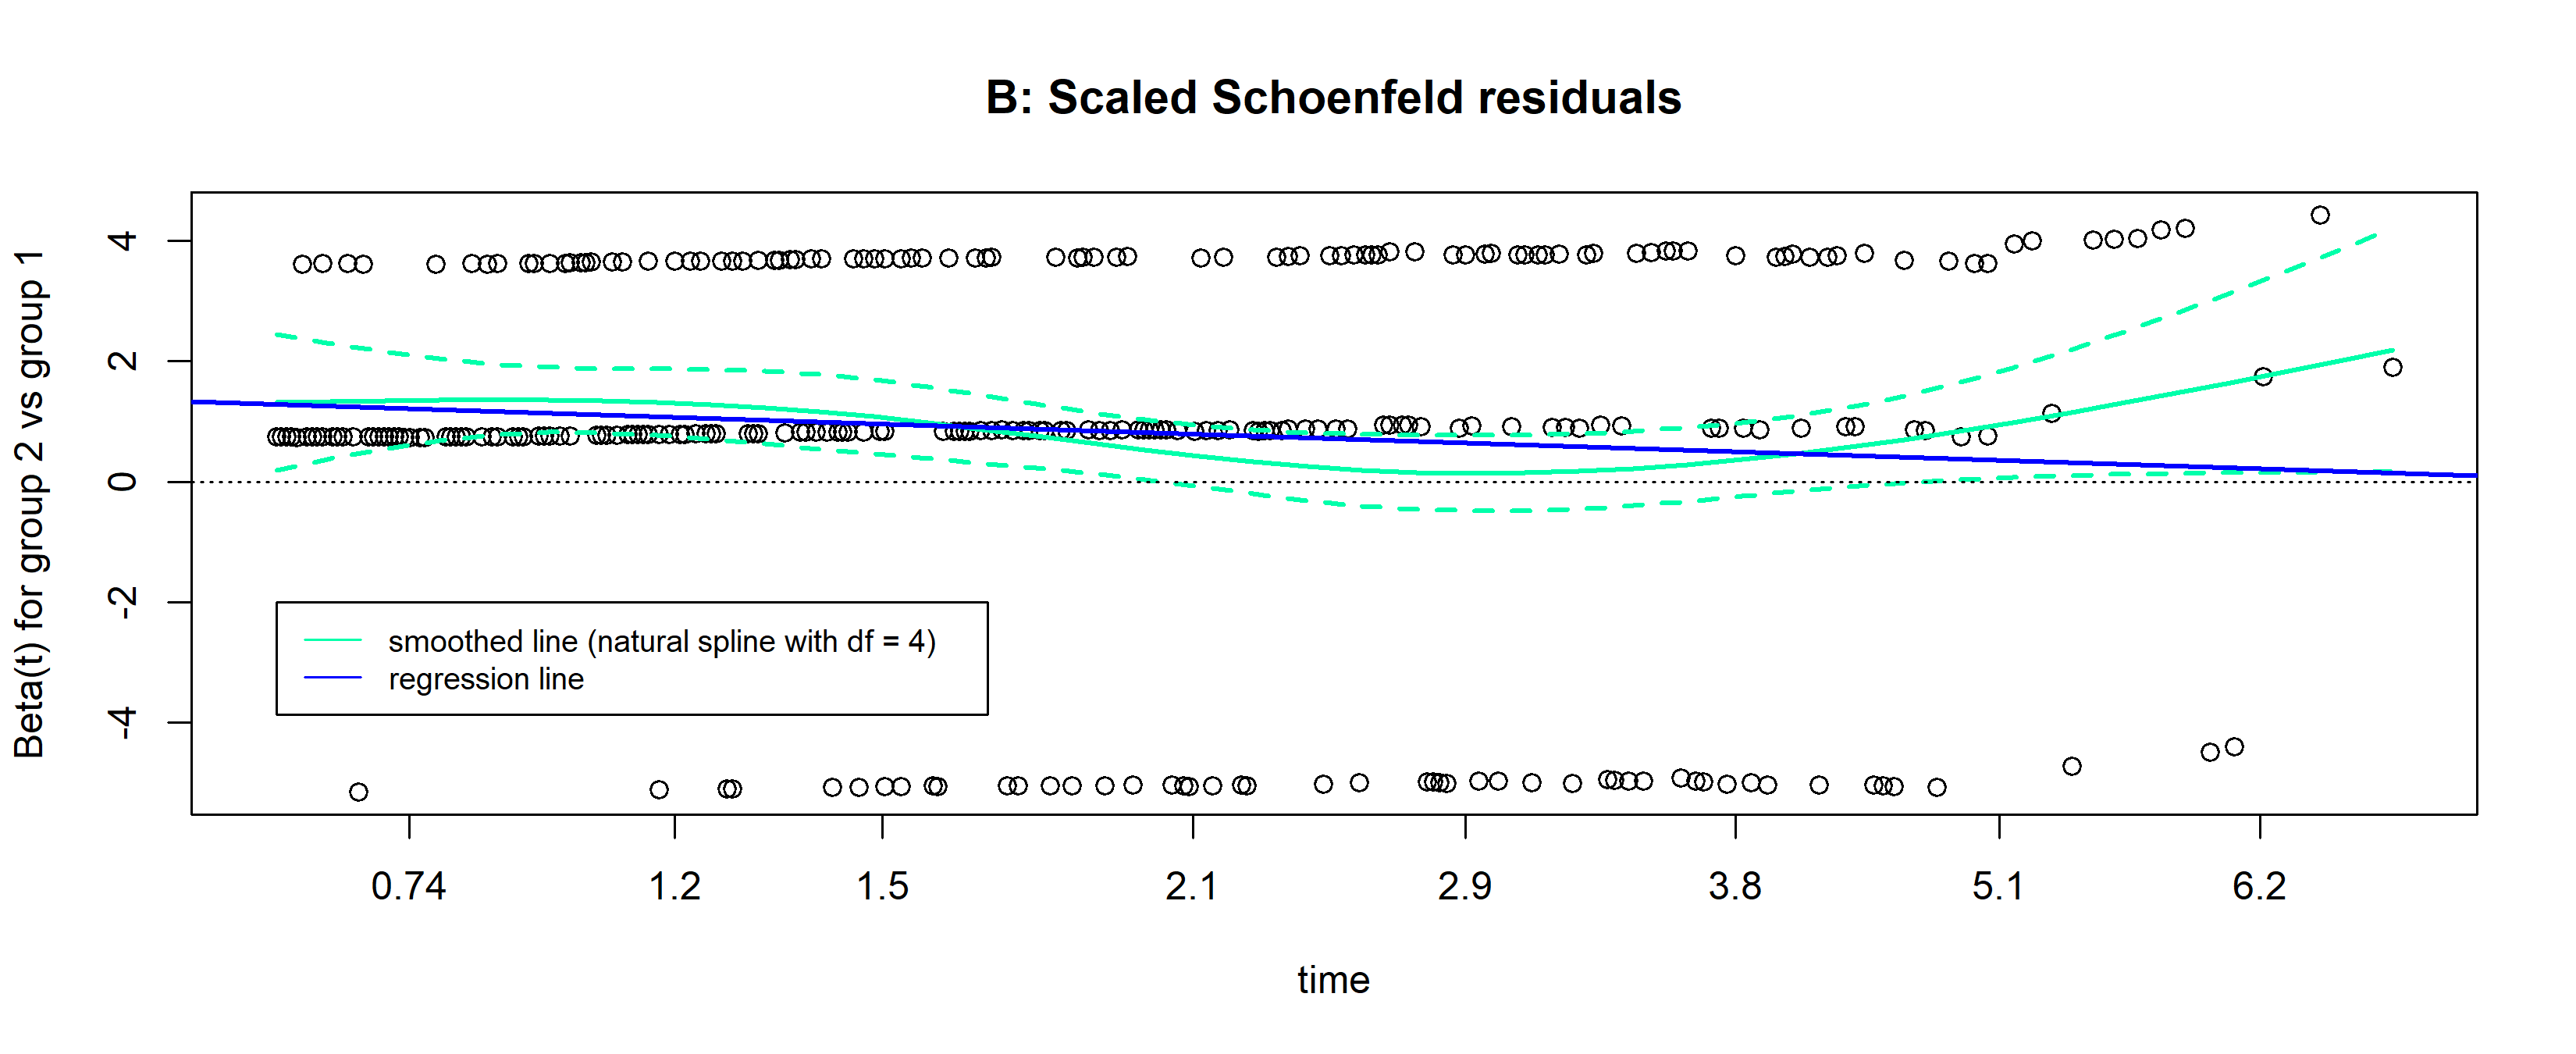 B: Scaled Schoenfeld residuals
Beta(t) for group 2 vs group 1
4
2
0
-2
-4
smoothed line (natural spline with df = 4)
regression line
0.74 1.2 1.5 2.1 2.9 3.8 5.1 6.2
time